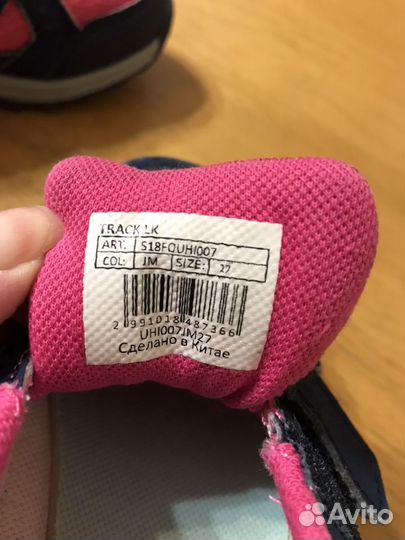 TRACK LK
ART: S18FOUHI007
COL: JM SIZE: 27
2 991018 487366
UHI007JM27
Сделано в Китае
Avito